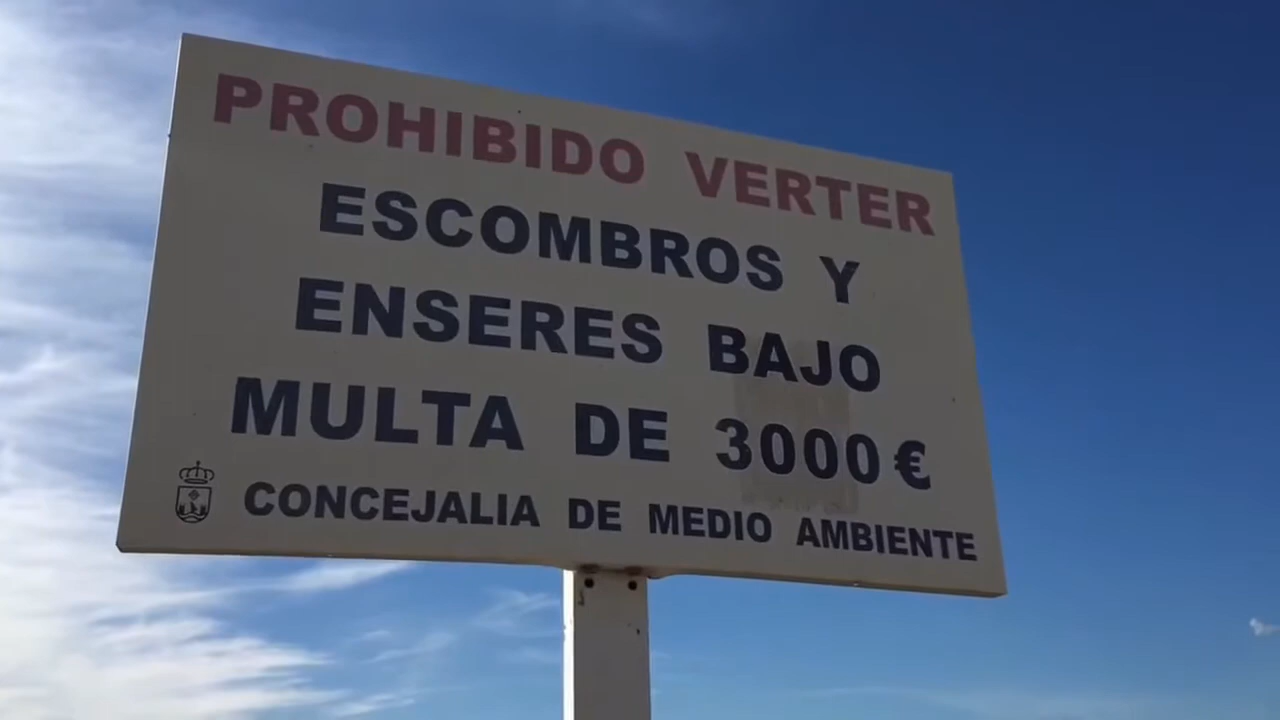 PROHIBIDO VERTER
ESCOMBROS Y
ENSERES BAJO
MULTA DE 3000€
CONCEJALIA DE MEDIO AMBIENTE